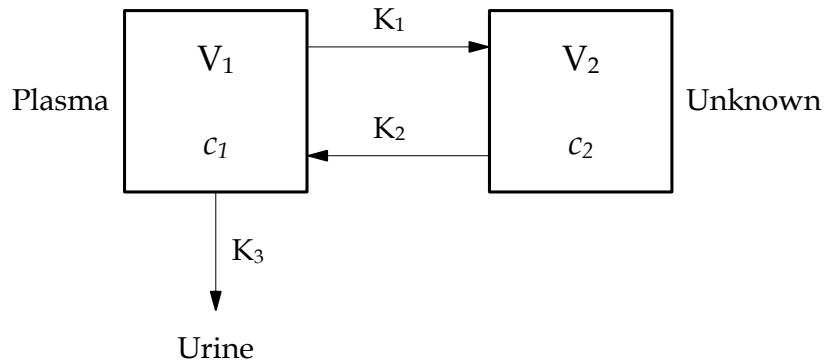 K₁
V₁
V₂
Plasma
Unknown
c₁
K₂
c₂
K₃
Urine